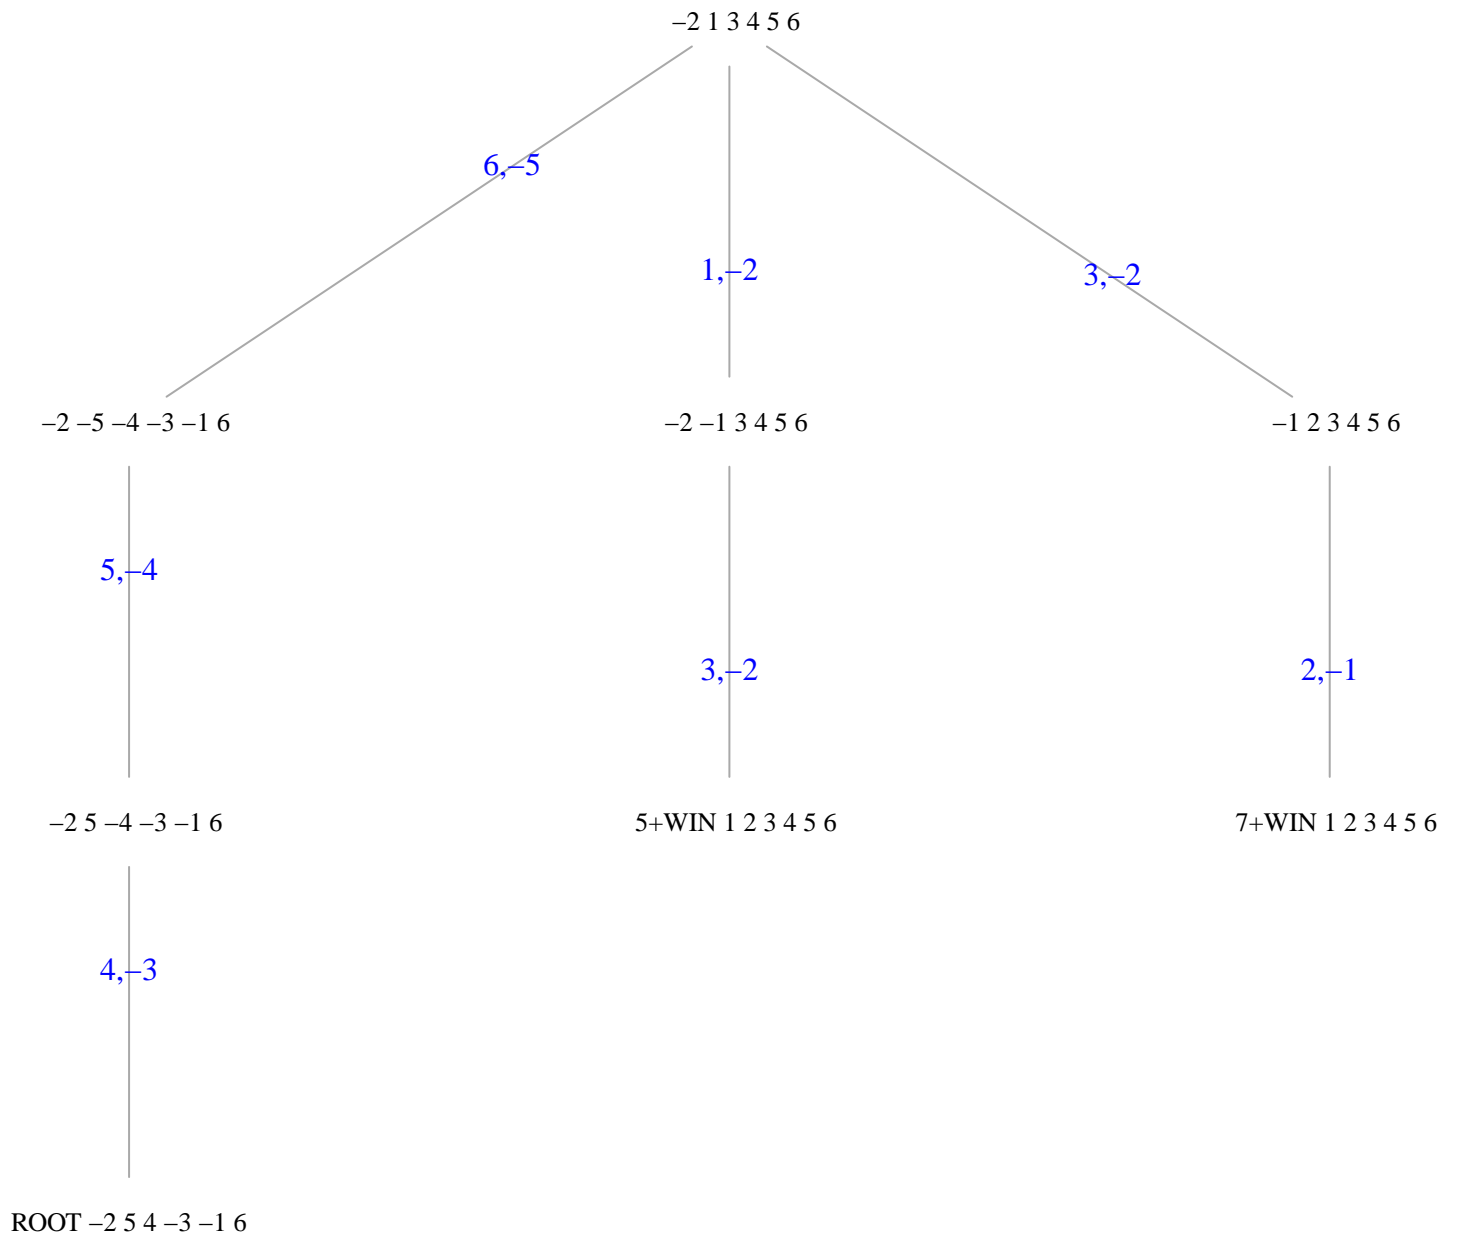 –2 1 3 4 5 6
6,–5
1,–2
3,–2
–2 –5 –4 –3 –1 6
–2 –1 3 4 5 6
–1 2 3 4 5 6
5,–4
3,–2
2,–1
–2 5 –4 –3 –1 6
5+WIN 1 2 3 4 5 6
7+WIN 1 2 3 4 5 6
4,–3
ROOT –2 5 4 –3 –1 6